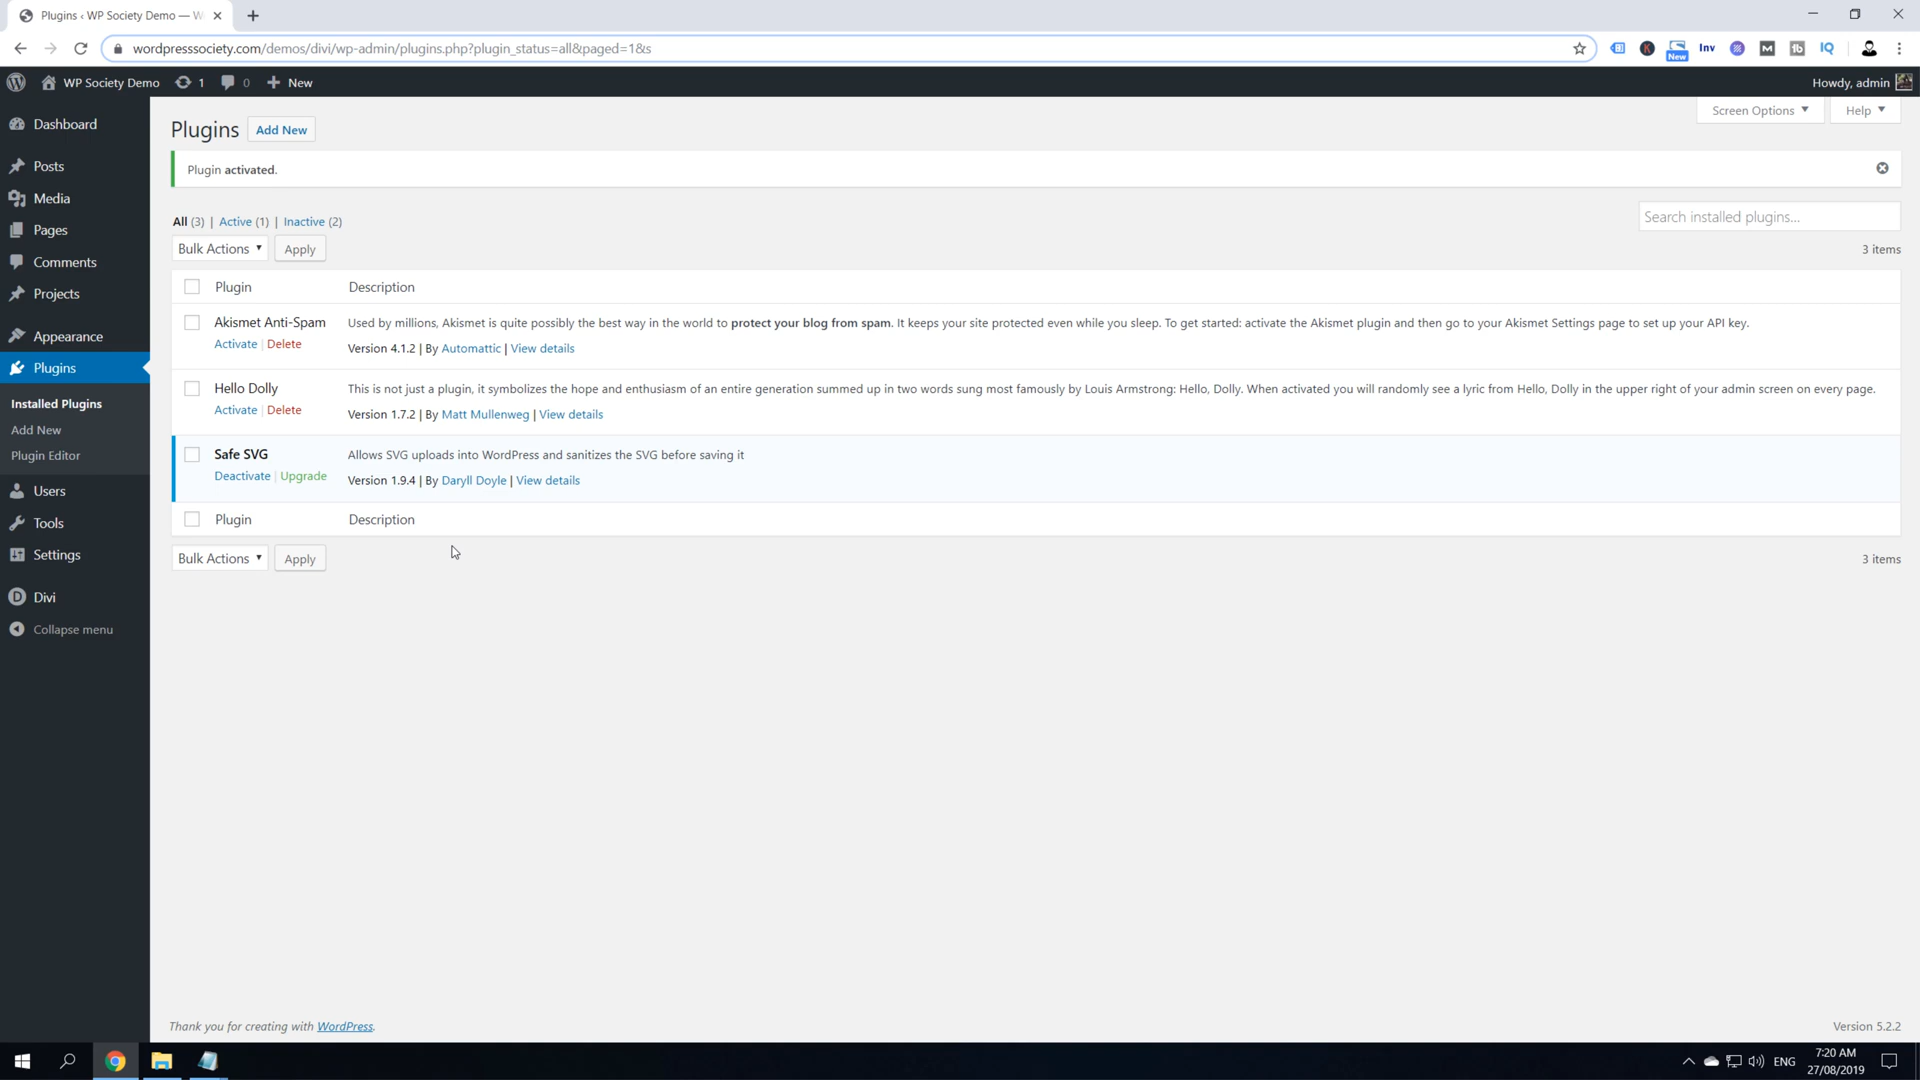 Plugins ‹ WP Society Demo — W
wordpresssociety.com/demos/divi/wp-admin/plugins.php?plugin_status=all&paged=1&s
New
Inv
M
tb
IQ
WP Society Demo 1 0 New
Howdy, admin
Screen Options Help
Dashboard
Posts
Media
Pages
Comments
Projects
Appearance
Plugins
Installed Plugins
Add New
Plugin Editor
Users
Tools
Settings
Divi
Collapse menu
Plugins Add New
Plugin activated.
All (3) | Active (1) | Inactive (2)
Search installed plugins...
Bulk Actions Apply
3 items
Plugin Description
Akismet Anti-Spam
Used by millions, Akismet is quite possibly the best way in the world to protect your blog from spam. It keeps your site protected even while you sleep. To get started: activate the Akismet plugin and then go to your Akismet Settings page to set up your API key.
Activate | Delete
Version 4.1.2 | By Automattic | View details
Hello Dolly
This is not just a plugin, it symbolizes the hope and enthusiasm of an entire generation summed up in two words sung most famously by Louis Armstrong: Hello, Dolly. When activated you will randomly see a lyric from Hello, Dolly in the upper right of your admin screen on every page.
Activate | Delete
Version 1.7.2 | By Matt Mullenweg | View details
Safe SVG
Allows SVG uploads into WordPress and sanitizes the SVG before saving it
Deactivate | Upgrade
Version 1.9.4 | By Daryll Doyle | View details
Plugin Description
Bulk Actions Apply
3 items
Thank you for creating with WordPress.
Version 5.2.2
ENG
7:20 AM
27/08/2019